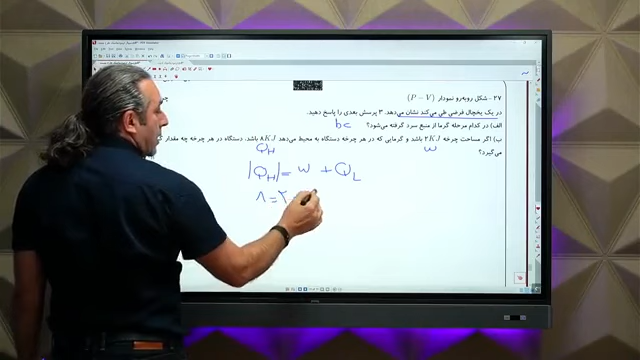 ۲۷- شکل روبه‌رو نمودار (P − V)
در یک یخچال فرضی طی می‌کند نشان می‌دهد. ۳ پرسش بعدی را پاسخ دهید.
الف) در کدام مرحله گرما از منبع سرد گرفته می‌شود؟ bc
ب) اگر مساحت چرخه ۲KJ باشد و گرمایی که در هر چرخه دستگاه به محیط می‌دهد ۸KJ باشد، دستگاه در هر چرخه چه مقدار
می‌گیرد؟
Q_H W
|Q_H| = W + Q_L
۸ = ۲